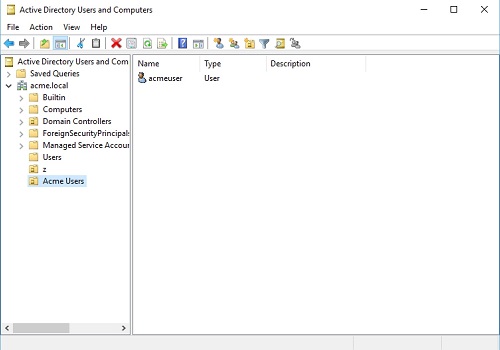 Active Directory Users and Computers
File Action View Help
Active Directory Users and Com
Saved Queries
acme.local
Builtin
Computers
Domain Controllers
ForeignSecurityPrincipals
Managed Service Accour
Users
z
Acme Users
Name Type Description
acmeuser User